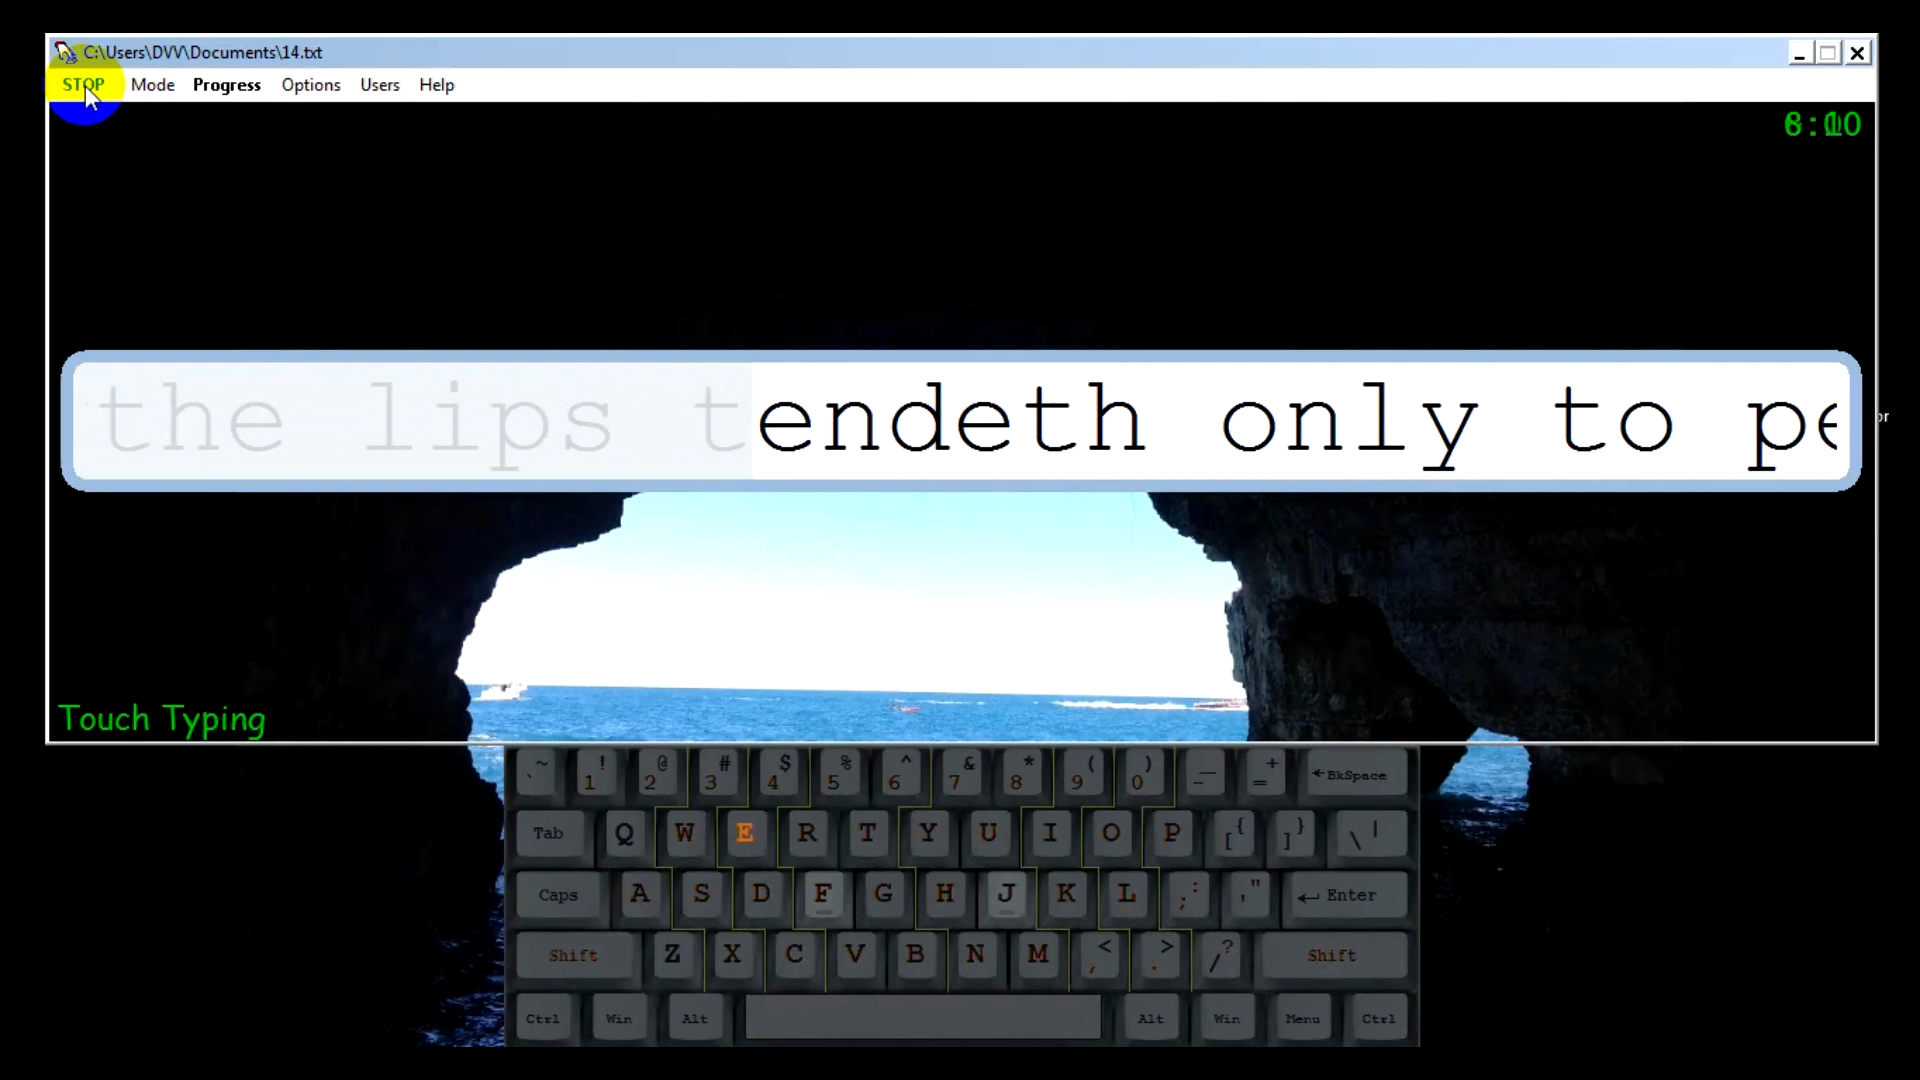 C:\Users\DVV\Documents\14.txt
STOP Mode Progress Options Users Help
the lips tendeth only to pe
or
Touch Typing
` ~ ! 1 @ 2 # 3 $ 4 % 5 ^ 6 & 7 * 8 ( 9 ) 0 _ - + = ←BkSpace
Tab Q W E R T Y U I O P [ { ] } \ |
Caps A S D F G H J K L ; : ' " ↵ Enter
Shift Z X C V B N M < , > . / ? Shift
Ctrl Win Alt Alt Win Menu Ctrl